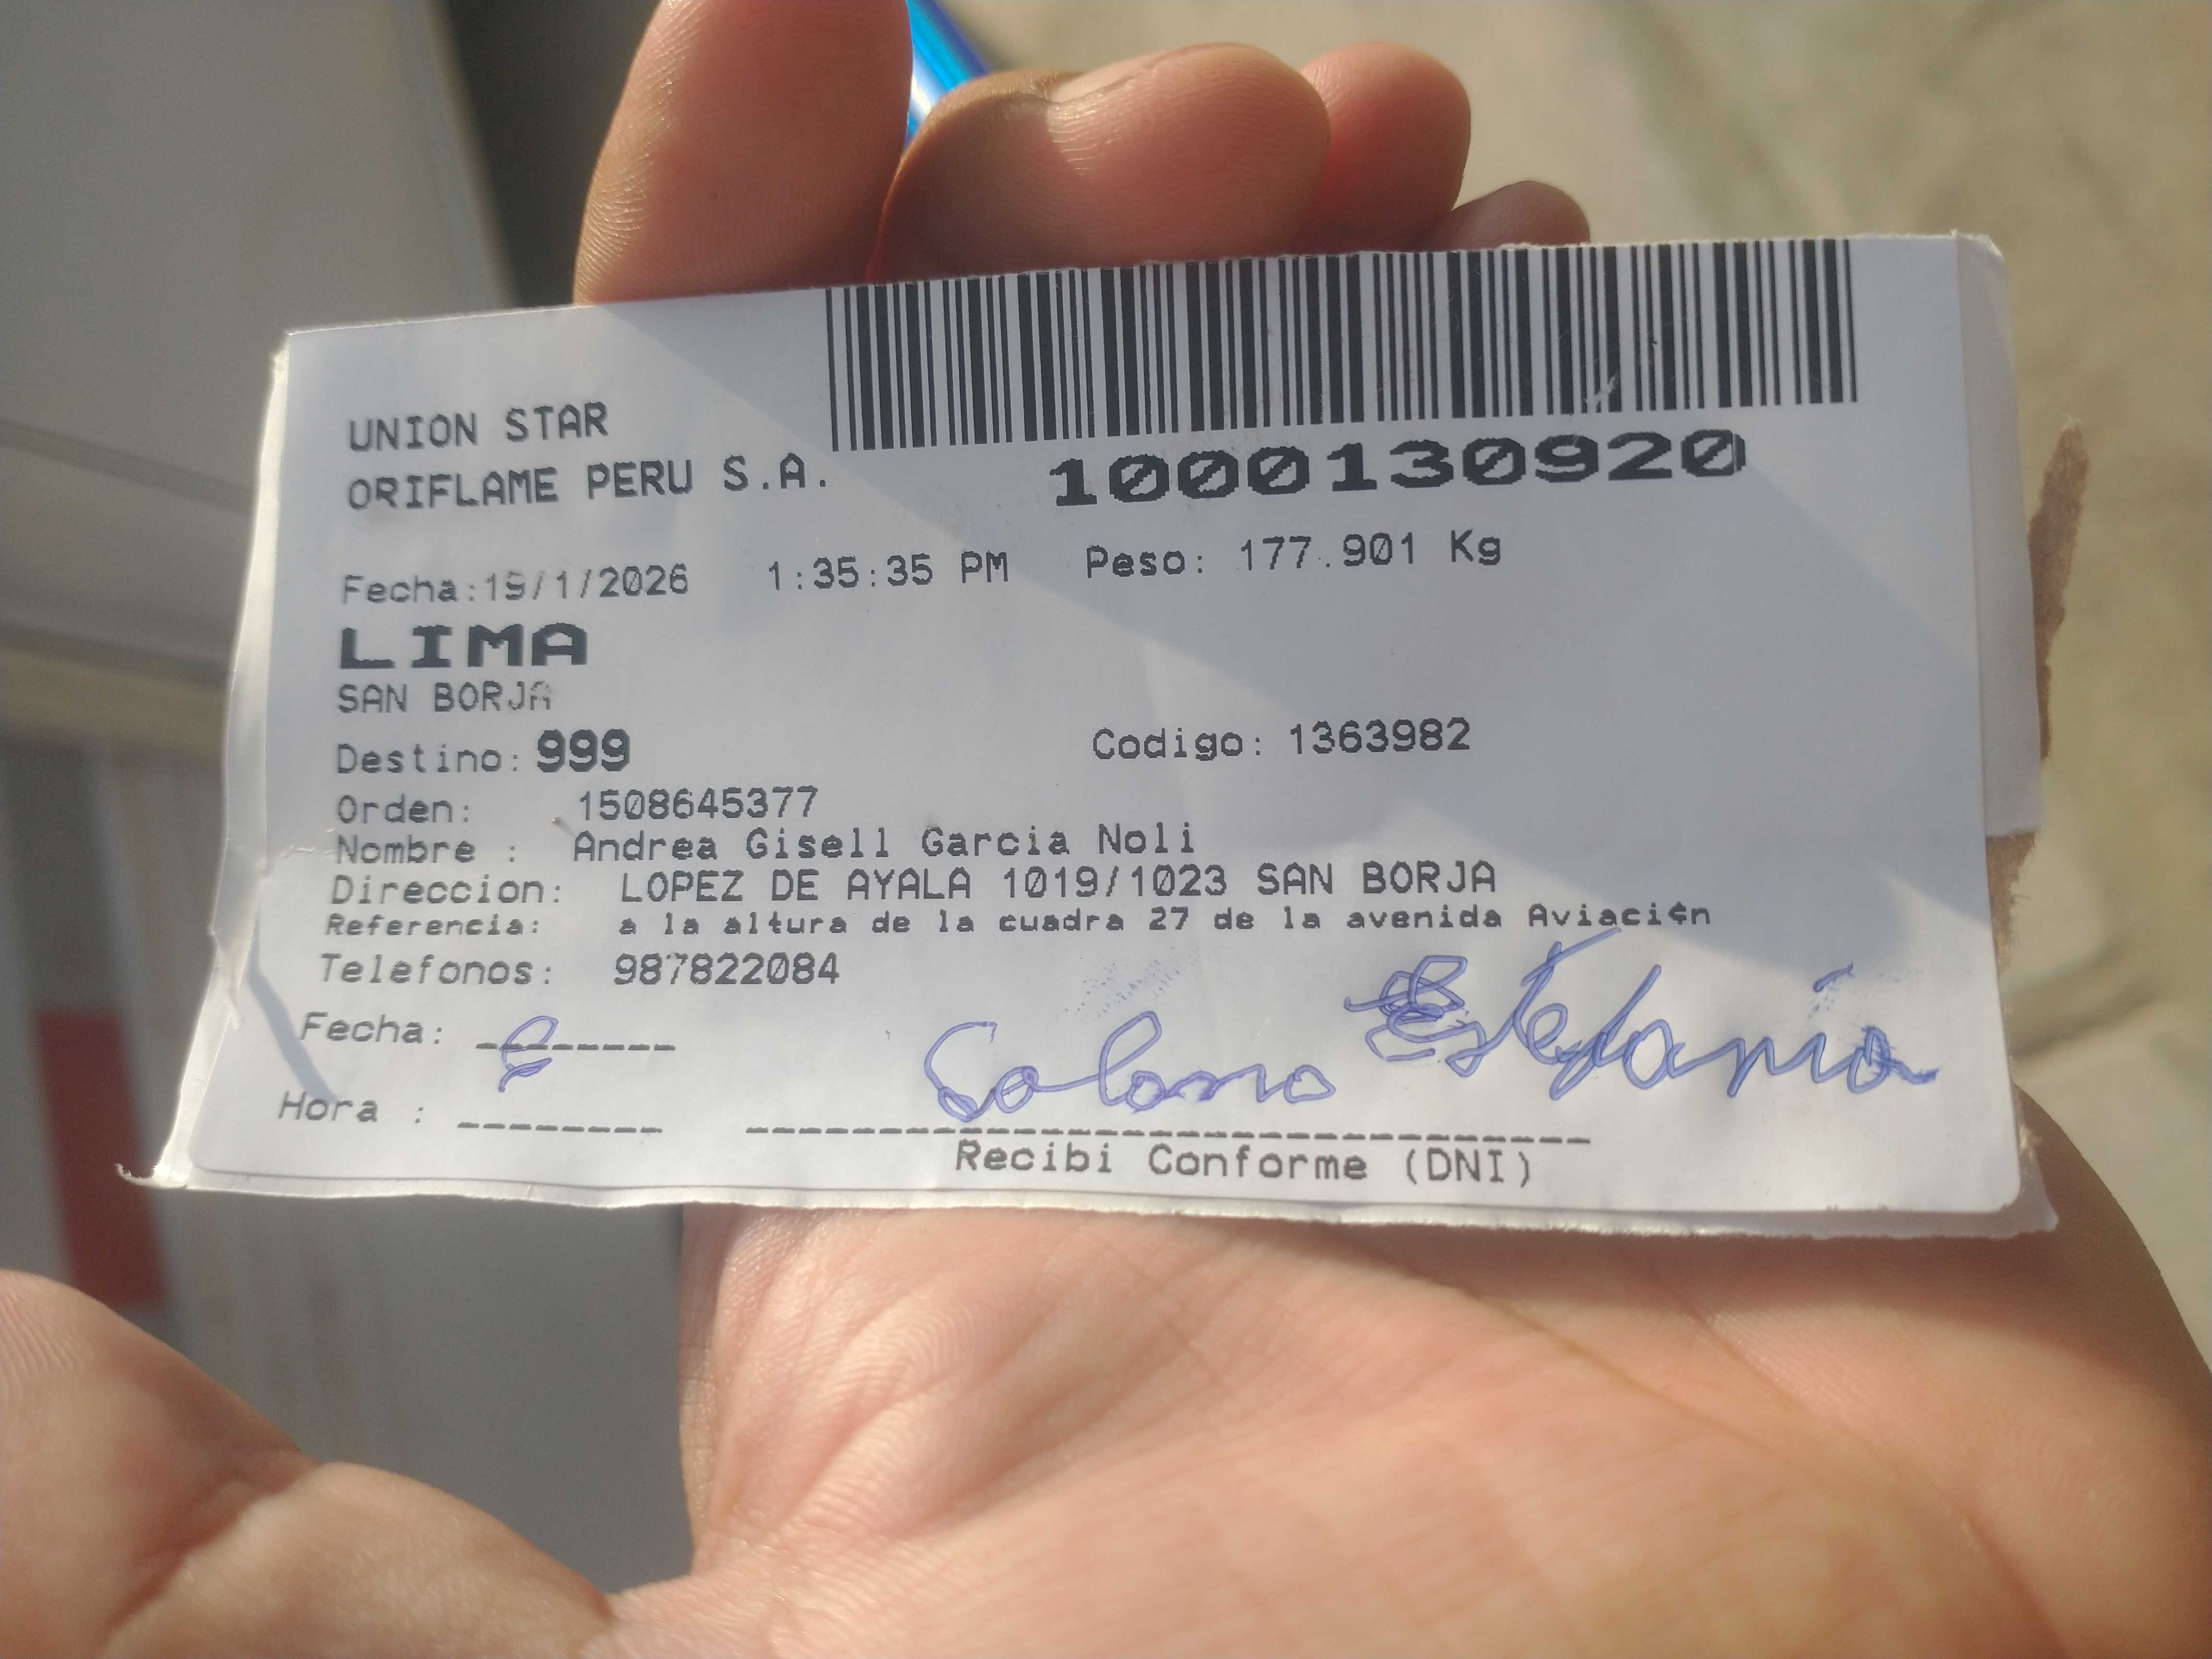 UNION STAR
ORIFLAME PERU S.A.
1000130920
Fecha:19/1/2026 1:35:35 PM Peso: 177.901 Kg
LIMA
SAN BORJA
Destino: 999 Codigo: 1363982
Orden: 1508645377
Nombre : Andrea Gisell Garcia Noli
Direccion: LOPEZ DE AYALA 1019/1023 SAN BORJA
Referencia: a la altura de la cuadra 27 de la avenida Aviaci¢n
Telefonos: 987822084
Fecha: ________
Solano Estefania
Hora : ________
Recibi Conforme (DNI)